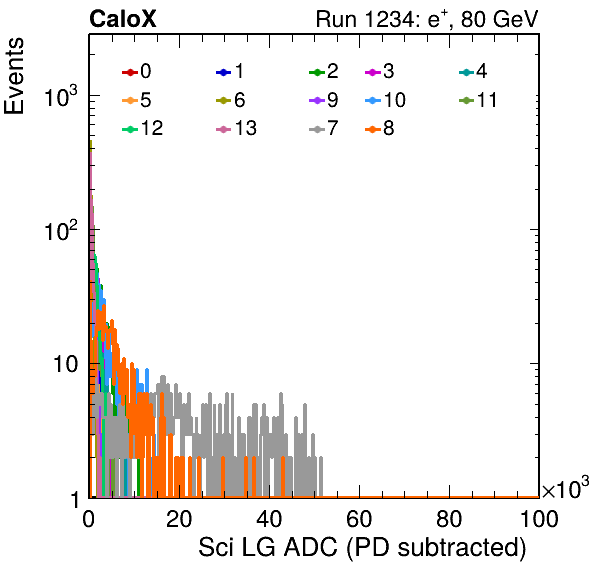 CaloX Run 1234: e⁺, 80 GeV
Events
0 1 2 3 4
5 6 9 10 11
12 13 7 8
10³
10²
10
1
0 20 40 60 80 100
×10³
Sci LG ADC (PD subtracted)